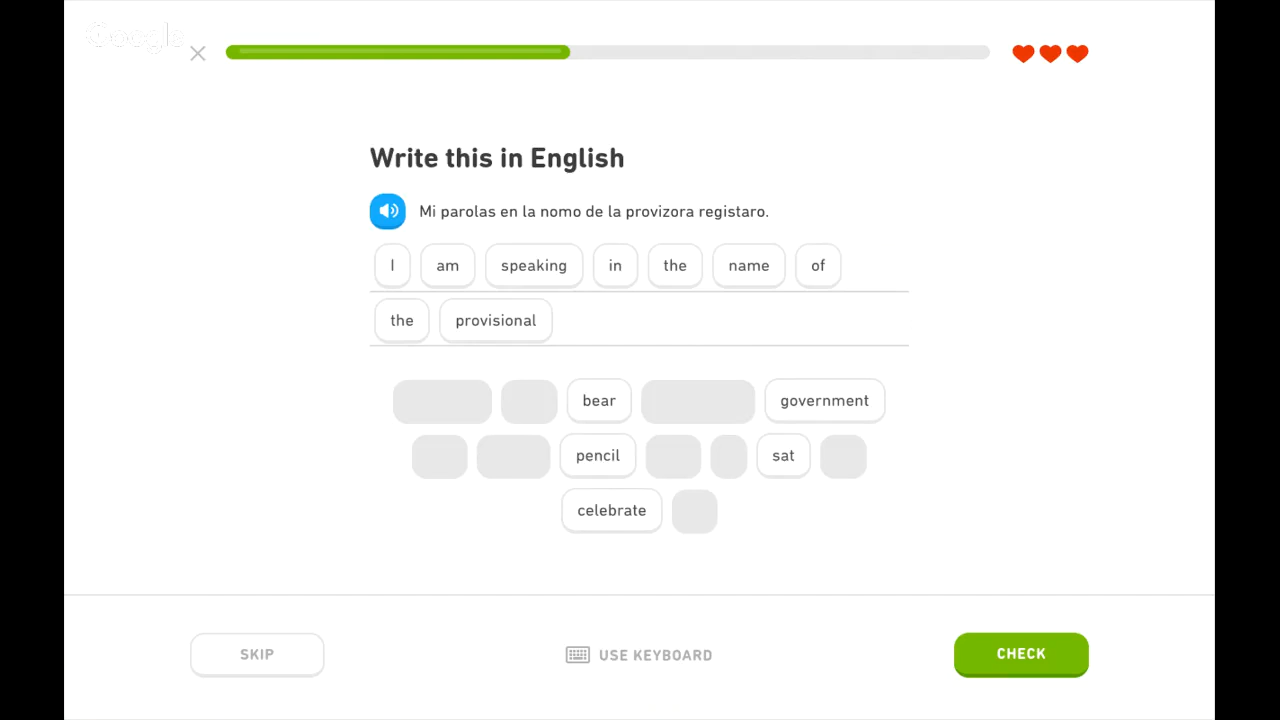 Google
Write this in English
Mi parolas en la nomo de la provizora registaro.
I am speaking in the name of
the provisional
bear government
pencil sat
celebrate
SKIP USE KEYBOARD CHECK